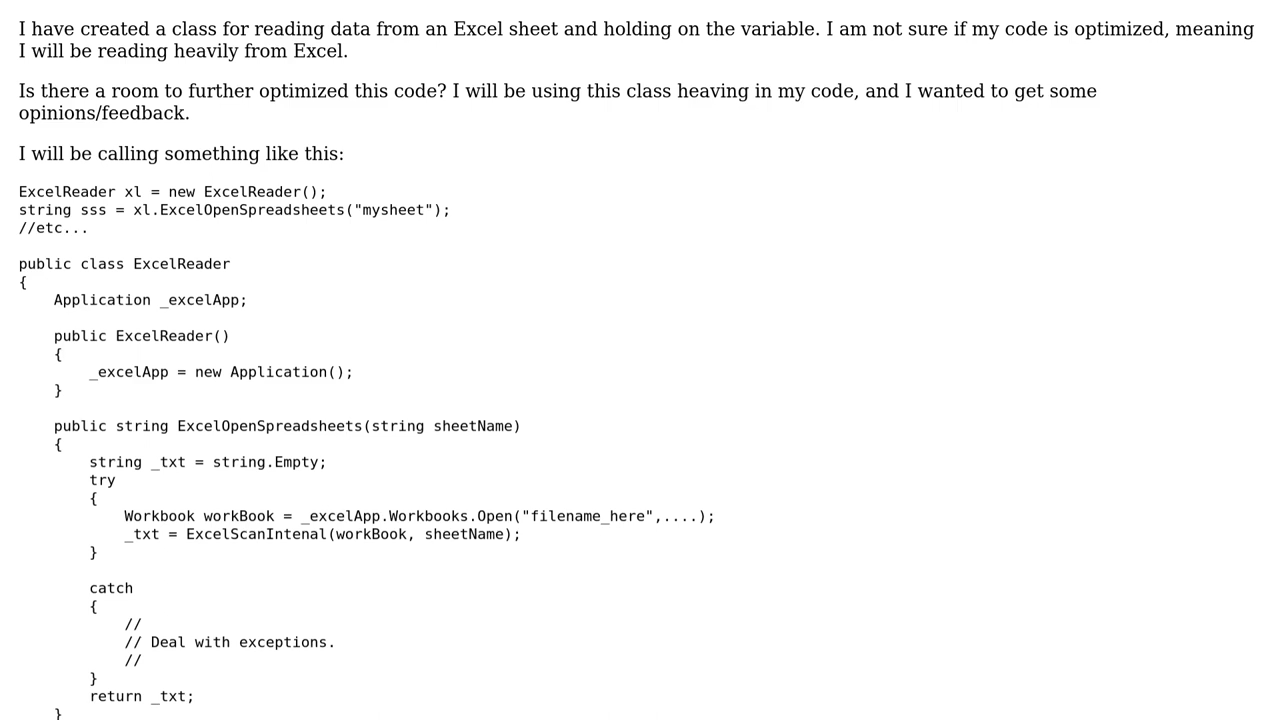 I have created a class for reading data from an Excel sheet and holding on the variable. I am not sure if my code is optimized, meaning
I will be reading heavily from Excel.
Is there a room to further optimized this code? I will be using this class heaving in my code, and I wanted to get some
opinions/feedback.
I will be calling something like this:
ExcelReader xl = new ExcelReader();
string sss = xl.ExcelOpenSpreadsheets("mysheet");
//etc...
public class ExcelReader
{
    Application _excelApp;
    public ExcelReader()
    {
        _excelApp = new Application();
    }
    public string ExcelOpenSpreadsheets(string sheetName)
    {
        string _txt = string.Empty;
        try
        {
            Workbook workBook = _excelApp.Workbooks.Open("filename_here",....);
            _txt = ExcelScanIntenal(workBook, sheetName);
        }
        catch
        {
            //
            // Deal with exceptions.
            //
        }
        return _txt;
    }